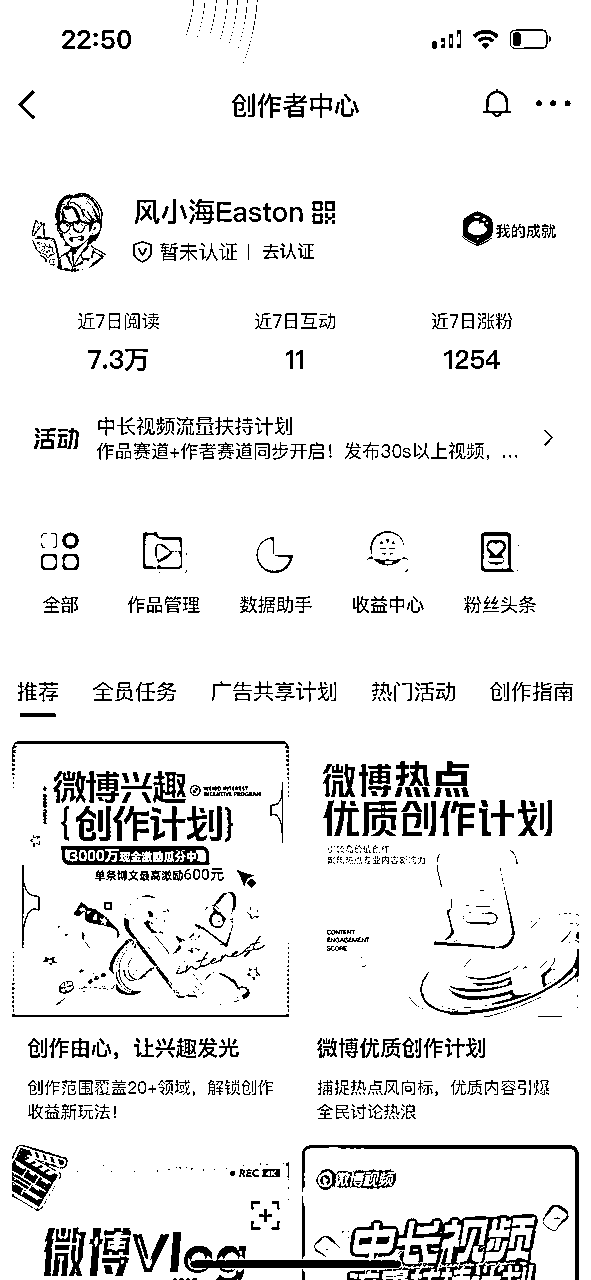 22:50
创作者中心
风小海Easton
暂未认证 | 去认证
我的成就
近7日阅读 近7日互动 近7日涨粉
7.3万 11 1254
活动
中长视频流量扶持计划
作品赛道+作者赛道同步开启！发布30s以上视频，...
全部 作品管理 数据助手 收益中心 粉丝头条
推荐 全员任务 广告共享计划 热门活动 创作指南
微博兴趣
WEIBO INTEREST
INCENTIVE PROGRAM
{创作计划}
3000万现金激励瓜分中
单条博文最高激励600元
interest
微博热点
优质创作计划
CONTENT
ENGAGEMENT
SCORE
创作由心，让兴趣发光
创作范围覆盖20+领域，解锁创作
收益新玩法！
微博优质创作计划
捕捉热点风向标，优质内容引爆
全民讨论热浪
REC 4K
微博Vlog
微博视频
中长视频